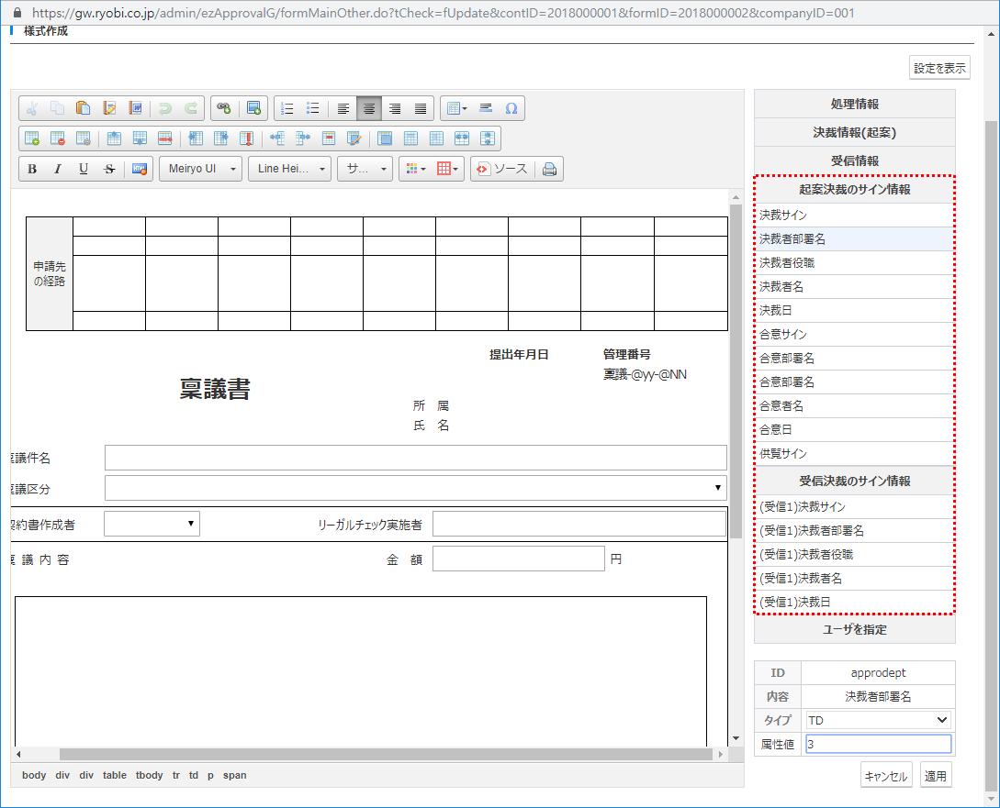 https://gw.ryobi.co.jp/admin/ezApprovalG/formMainOther.do?tCheck=fUpdate&contID=2018000001&formID=2018000002&companyID=001
様式作成
設定を表示
B I U S Meiryo UI Line Hei... サ... ソース
申請先
の経路
提出年月日 管理番号
稟議-@yy-@NN
稟議書
所 属
氏 名
稟議件名
稟議区分
契約書作成者 リーガルチェック実施者
稟 議 内 容 金 額 円
body div div table tbody tr td p span
処理情報
決裁情報(起案)
受信情報
起案決裁のサイン情報
決裁サイン
決裁者部署名
決裁者役職
決裁者名
決裁日
合意サイン
合意部署名
合意部署名
合意者名
合意日
供覧サイン
受信決裁のサイン情報
(受信1)決裁サイン
(受信1)決裁者部署名
(受信1)決裁者役職
(受信1)決裁者名
(受信1)決裁日
ユーザを指定
ID approdept
内容 決裁者部署名
タイプ TD
属性値 3
キャンセル 適用